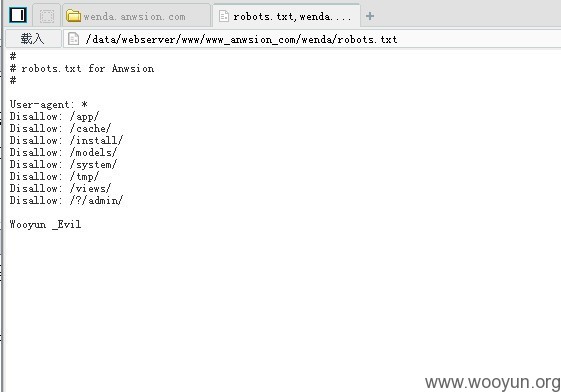 wenda.anwsion.com
robots.txt,wenda....
载入
/data/webserver/www/www_anwsion_com/wenda/robots.txt
#
# robots.txt for Anwsion
#
User-agent: *
Disallow: /app/
Disallow: /cache/
Disallow: /install/
Disallow: /models/
Disallow: /system/
Disallow: /tmp/
Disallow: /views/
Disallow: /?/admin/
Wooyun _Evil
www.wooyun.org